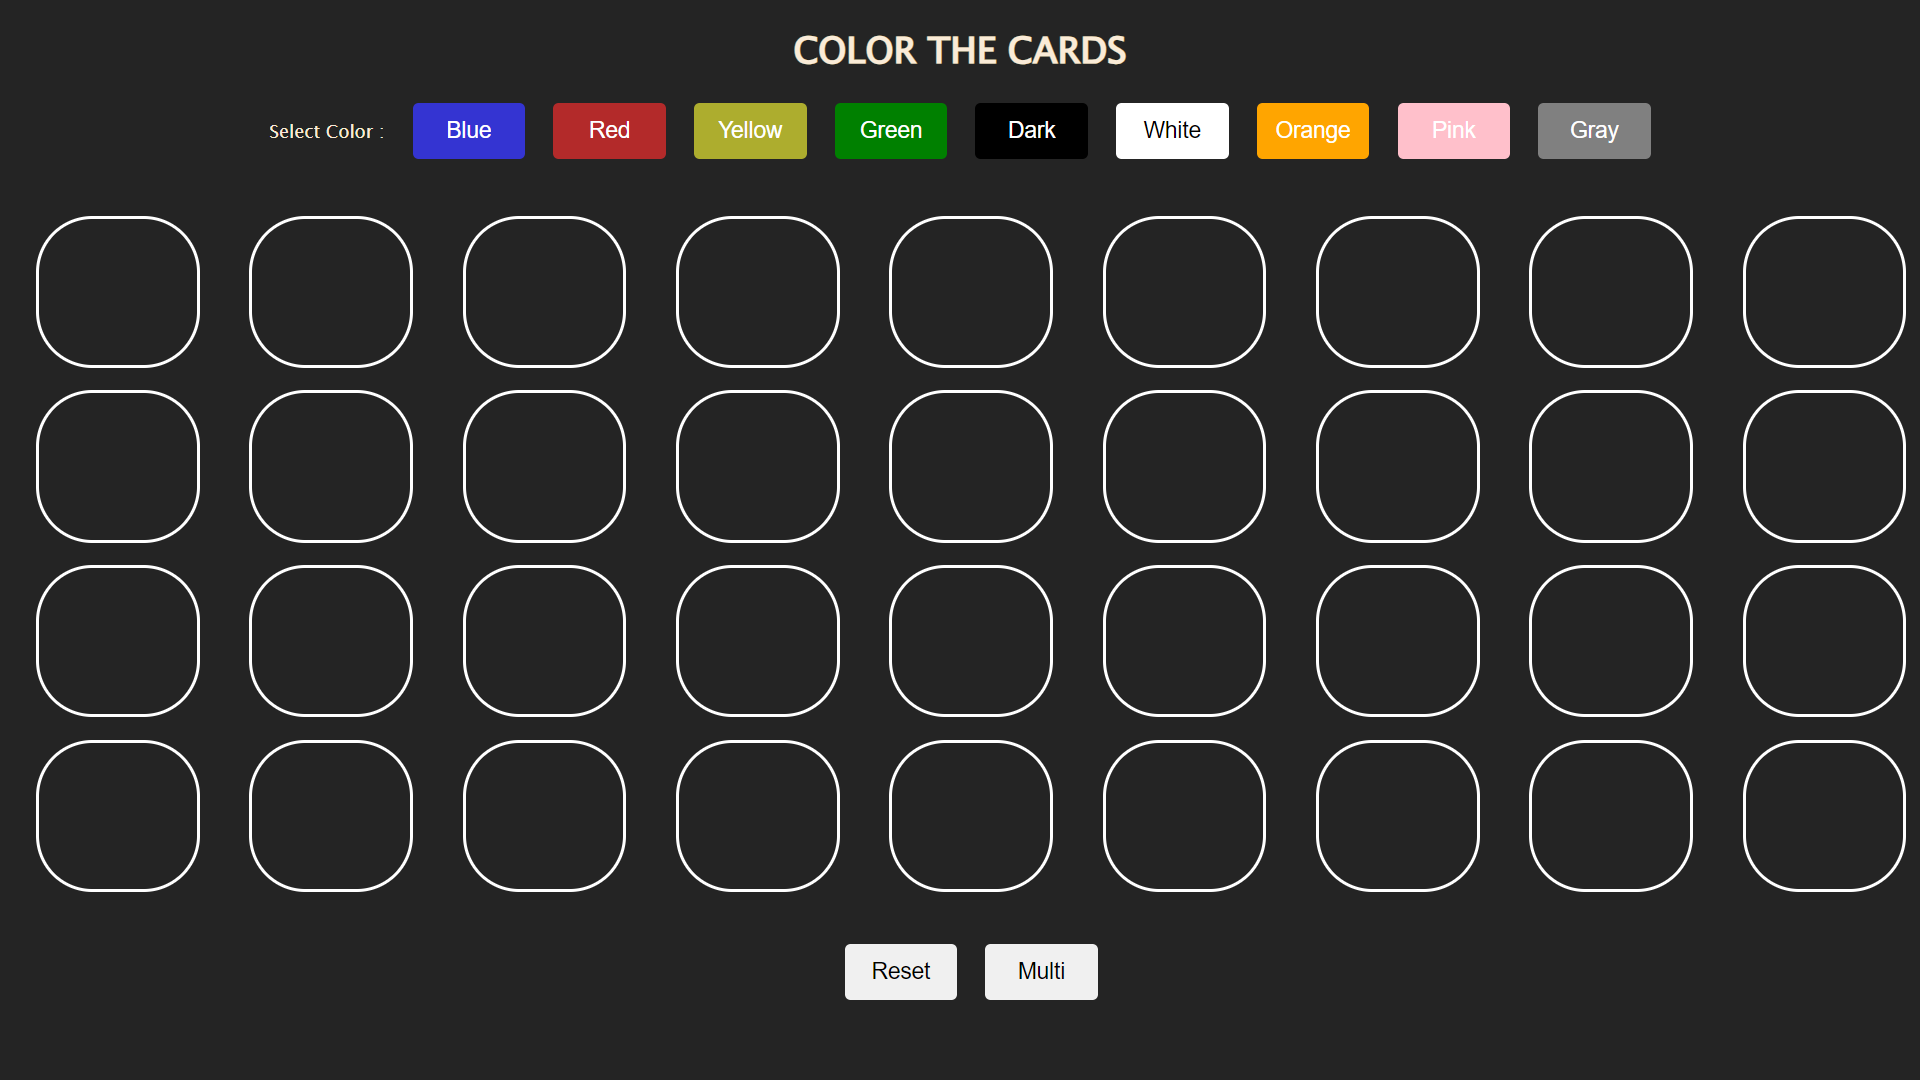 COLOR THE CARDS
Select Color : Blue Red Yellow Green Dark White Orange Pink Gray
Reset Multi